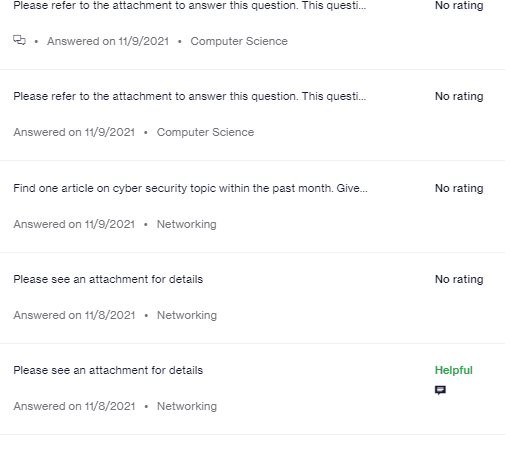 Please refer to the attachment to answer this question. This questi... No rating
• Answered on 11/9/2021 • Computer Science
Please refer to the attachment to answer this question. This questi... No rating
Answered on 11/9/2021 • Computer Science
Find one article on cyber security topic within the past month. Give... No rating
Answered on 11/9/2021 • Networking
Please see an attachment for details No rating
Answered on 11/8/2021 • Networking
Please see an attachment for details Helpful
Answered on 11/8/2021 • Networking